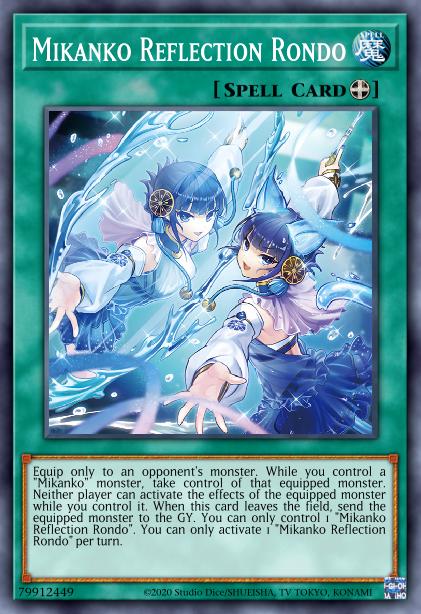 Mikanko Reflection Rondo
SPELL
魔
[Spell Card]
Equip only to an opponent's monster. While you control a
"Mikanko" monster, take control of that equipped monster.
Neither player can activate the effects of the equipped monster
while you control it. When this card leaves the field, send the
equipped monster to the GY. You can only control 1 "Mikanko
Reflection Rondo". You can only activate 1 "Mikanko Reflection
Rondo" per turn.
79912449
©2020 Studio Dice/SHUEISHA, TV TOKYO, KONAMI